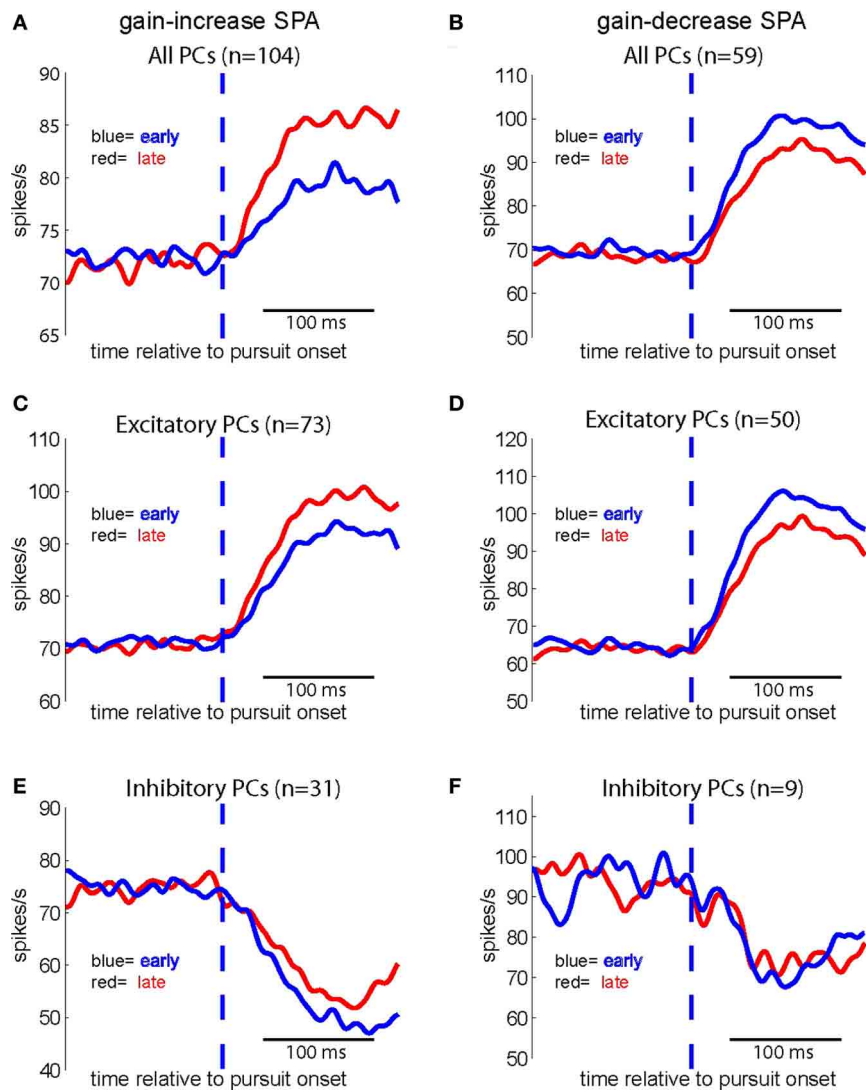 A
gain-increase SPA
All PCs (n=104)
90
85
80
75
70
65
spikes/s
blue= early
red= late
100 ms
time relative to pursuit onset
B
gain-decrease SPA
All PCs (n=59)
110
100
90
80
70
60
50
spikes/s
blue= early
red= late
100 ms
time relative to pursuit onset
C
Excitatory PCs (n=73)
110
100
90
80
70
60
spikes/s
blue= early
red= late
100 ms
time relative to pursuit onset
D
Excitatory PCs (n=50)
120
110
100
90
80
70
60
50
spikes/s
blue= early
red= late
100 ms
time relative to pursuit onset
E
Inhibitory PCs (n=31)
90
80
70
60
50
40
spikes/s
blue= early
red= late
100 ms
time relative to pursuit onset
F
Inhibitory PCs (n=9)
110
100
90
80
70
60
50
spikes/s
blue= early
red= late
100 ms
time relative to pursuit onset